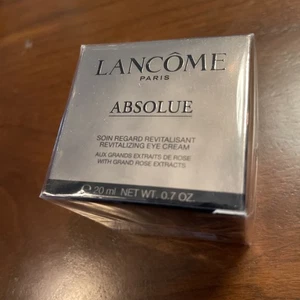 LANCÔME
PARIS
ABSOLUE
SOIN REGARD REVITALISANT
REVITALIZING EYE CREAM
AUX GRANDS EXTRAITS DE ROSE
WITH GRAND ROSE EXTRACTS
e 20 ml NET WT. 0.7 OZ.